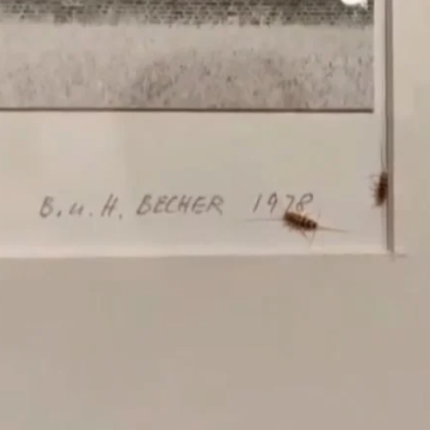 B. u. H. BECHER 1978